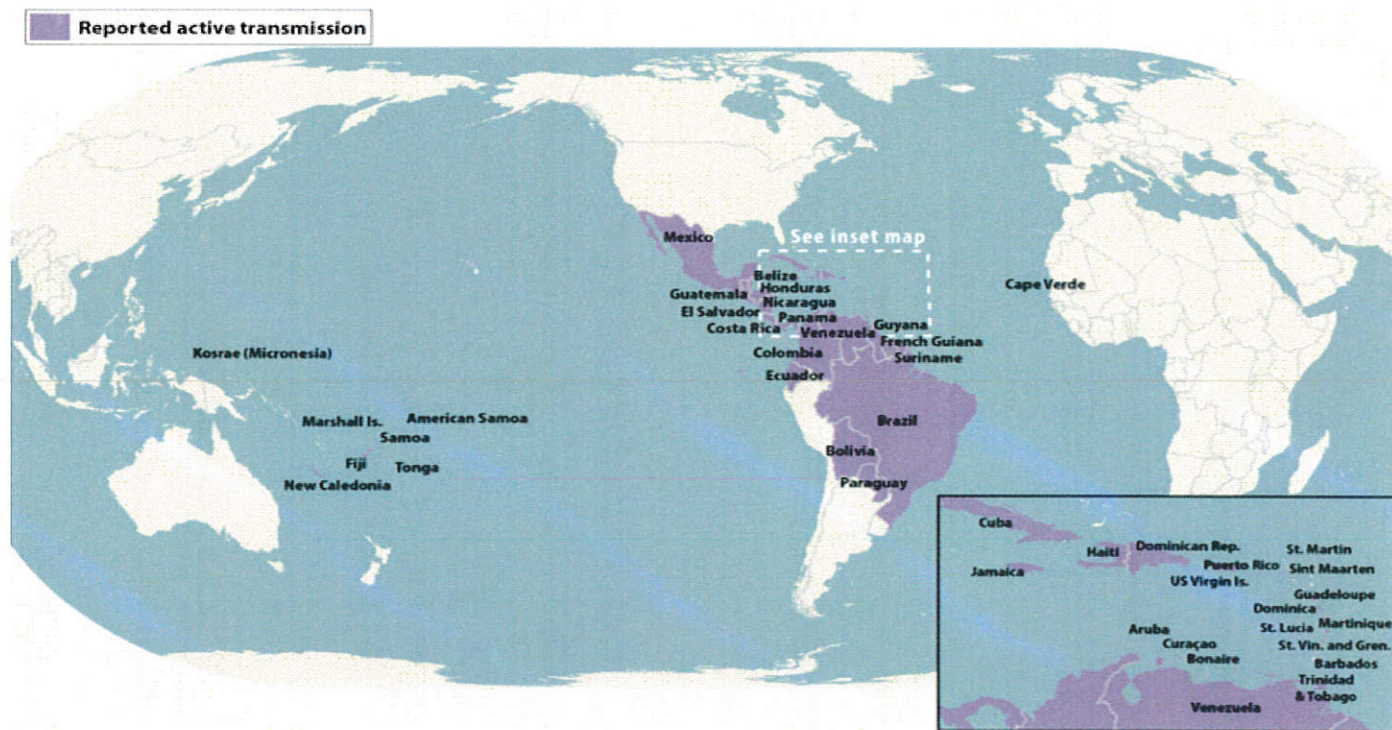 Reported active transmission
Mexico
See inset map
Belize
Honduras
Guatemala
Nicaragua
El Salvador
Panama
Costa Rica
Venezuela
Guyana
French Guiana
Colombia
Suriname
Ecuador
Cape Verde
Kosrae (Micronesia)
Marshall Is.
American Samoa
Samoa
Fiji
Tonga
New Caledonia
Brazil
Bolivia
Paraguay
Cuba
Haiti
Dominican Rep.
St. Martin
Jamaica
Puerto Rico
Sint Maarten
US Virgin Is.
Guadeloupe
Dominica
Martinique
Aruba
St. Lucia
Curaçao
St. Vin. and Gren.
Bonaire
Barbados
Trinidad
& Tobago
Venezuela